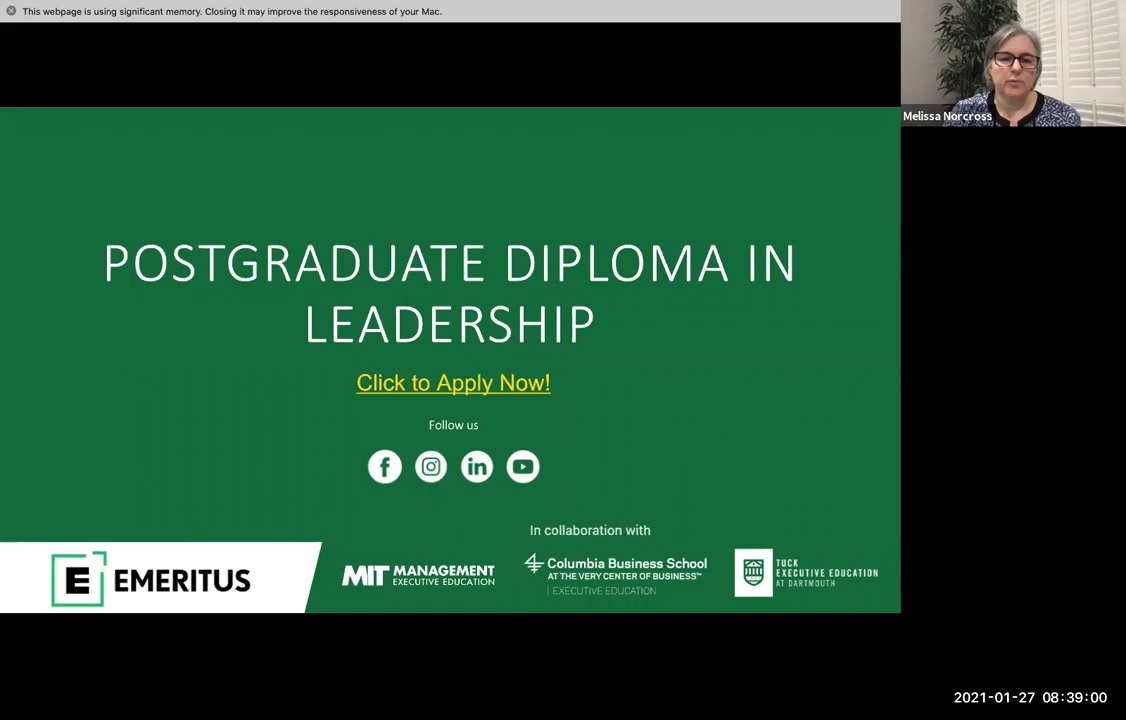 This webpage is using significant memory. Closing it may improve the responsiveness of your Mac.
Melissa Norcross
POSTGRADUATE DIPLOMA IN
LEADERSHIP
Click to Apply Now!
Follow us
f
in
In collaboration with
E EMERITUS
MIT MANAGEMENT
EXECUTIVE EDUCATION
Columbia Business School
AT THE VERY CENTER OF BUSINESS™
EXECUTIVE EDUCATION
TUCK
EXECUTIVE EDUCATION
AT DARTMOUTH
2021-01-27 08:39:00